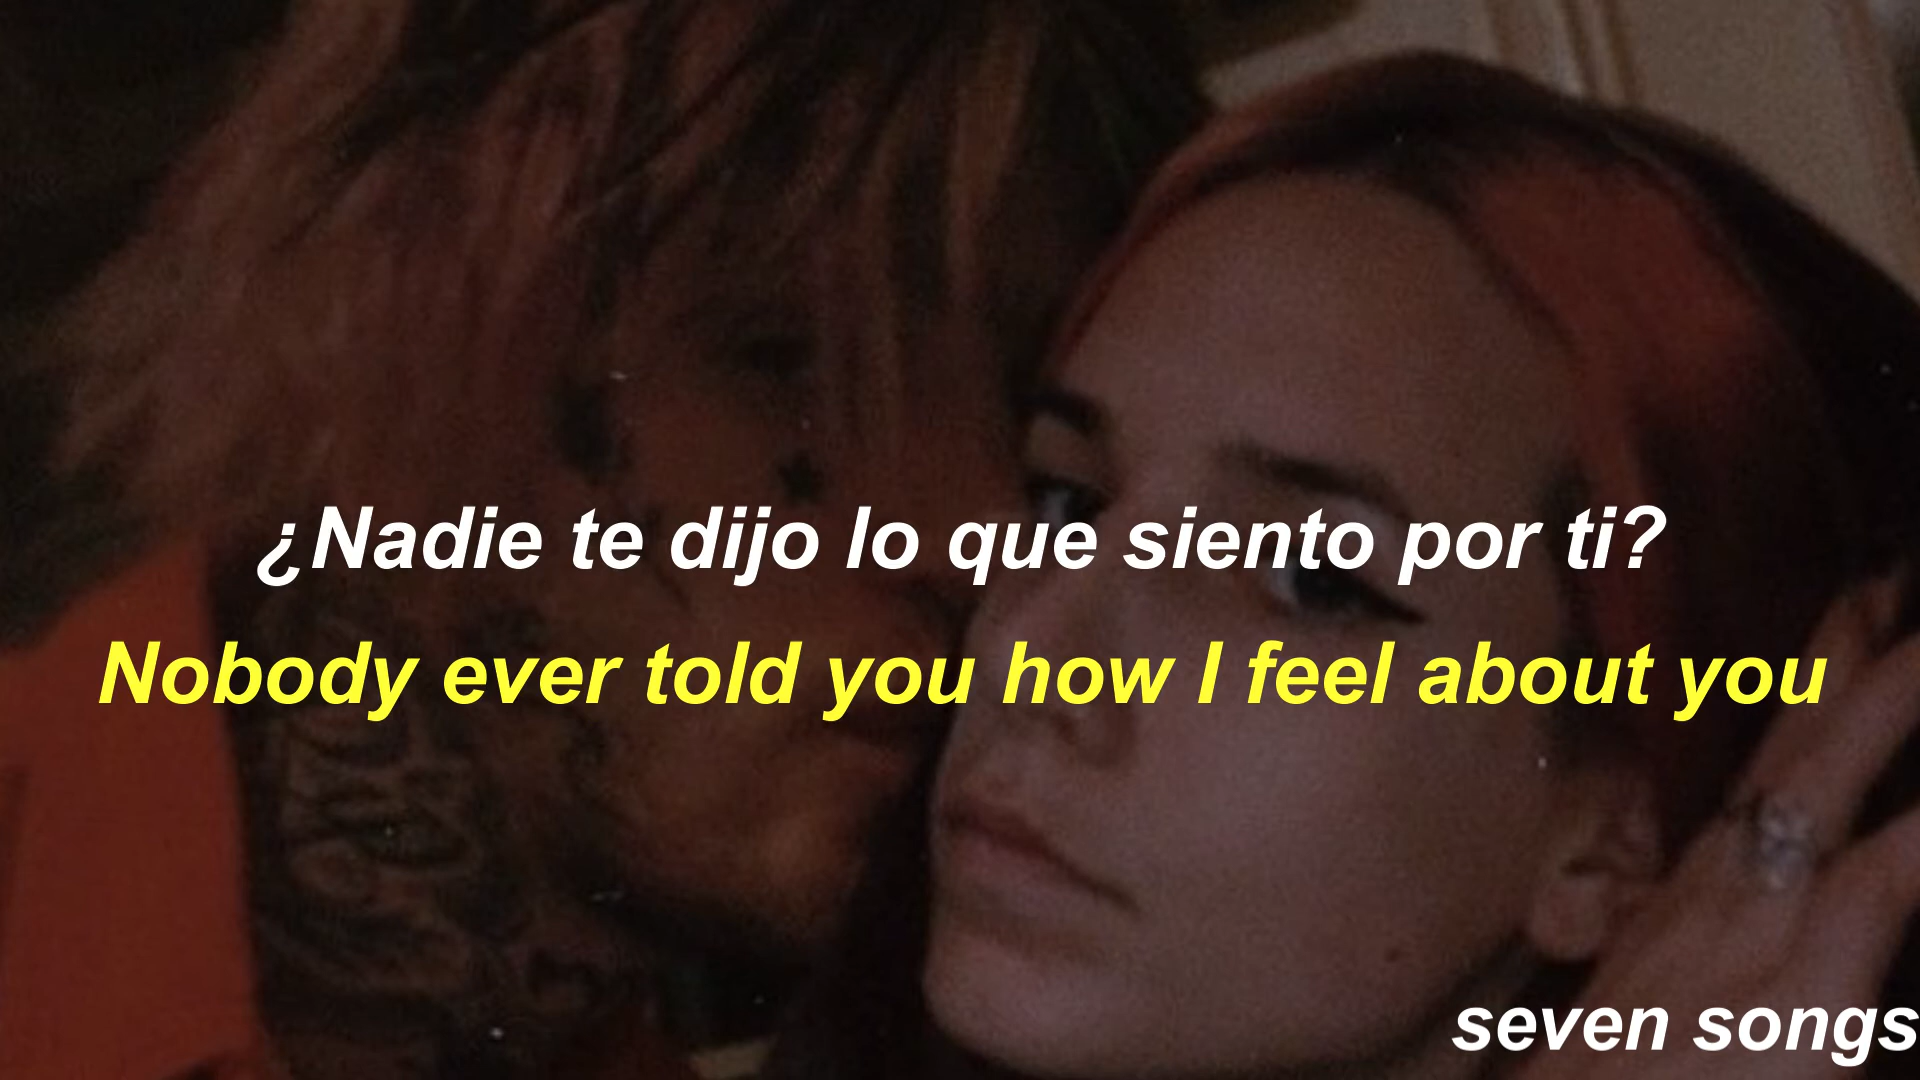 ¿Nadie te dijo lo que siento por ti?
Nobody ever told you how I feel about you
seven songs